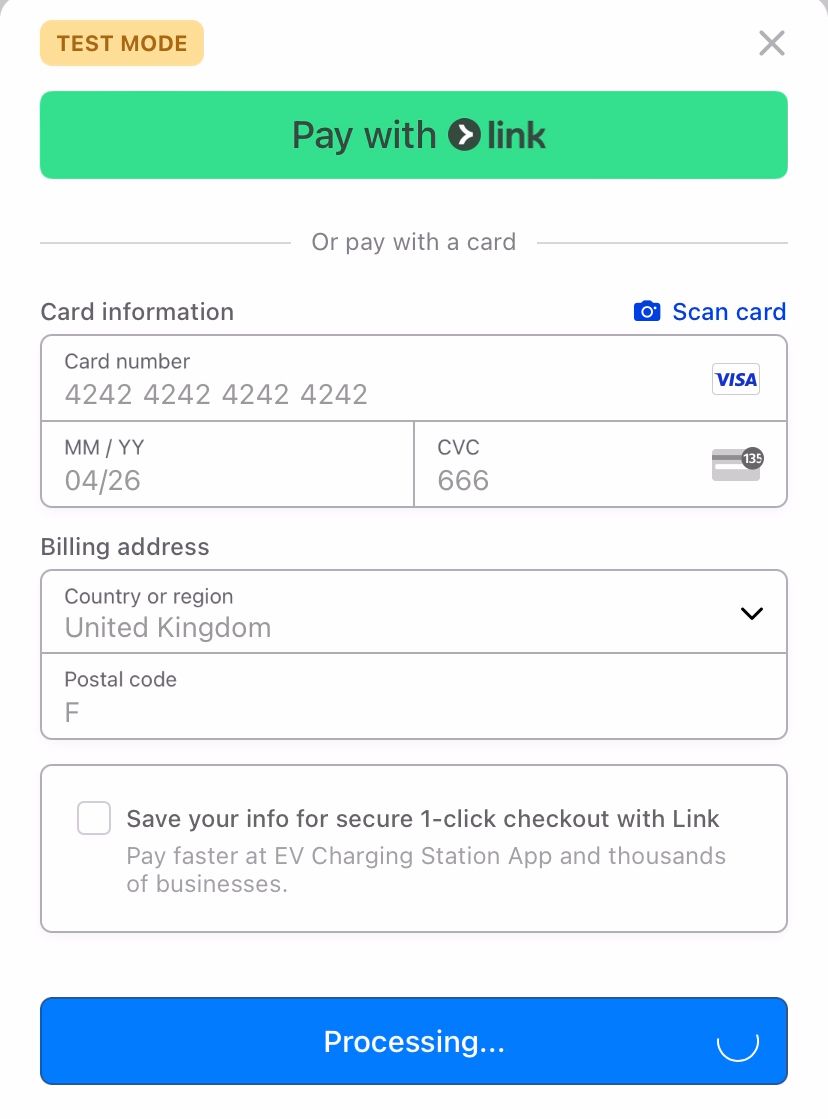 TEST MODE
Pay with link
Or pay with a card
Card information
Scan card
Card number
4242 4242 4242 4242
VISA
MM / YY
04/26
CVC
666
135
Billing address
Country or region
United Kingdom
Postal code
F
Save your info for secure 1-click checkout with Link
Pay faster at EV Charging Station App and thousands
of businesses.
Processing...